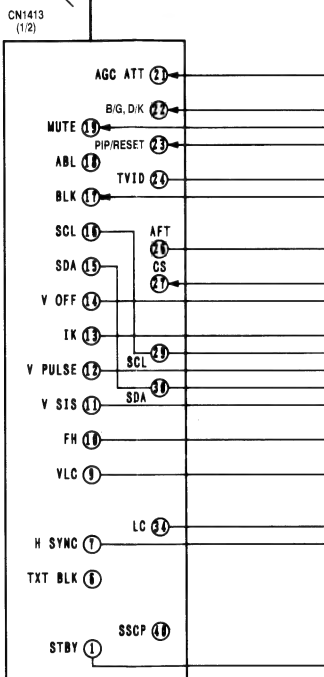 CN1413
(1/2)
AGC ATT 21
B/G, D/K 22
MUTE 19
PIP/RESET 23
ABL 18
TVID 24
BLK 17
SCL 16
AFT
26
SDA 15
CS
27
V OFF 14
IK 13
29
SCL
V PULSE 12
30
SDA
V SIS 11
FH 10
VLC 9
LC 34
H SYNC 7
TXT BLK 6
SSCP 40
STBY 1